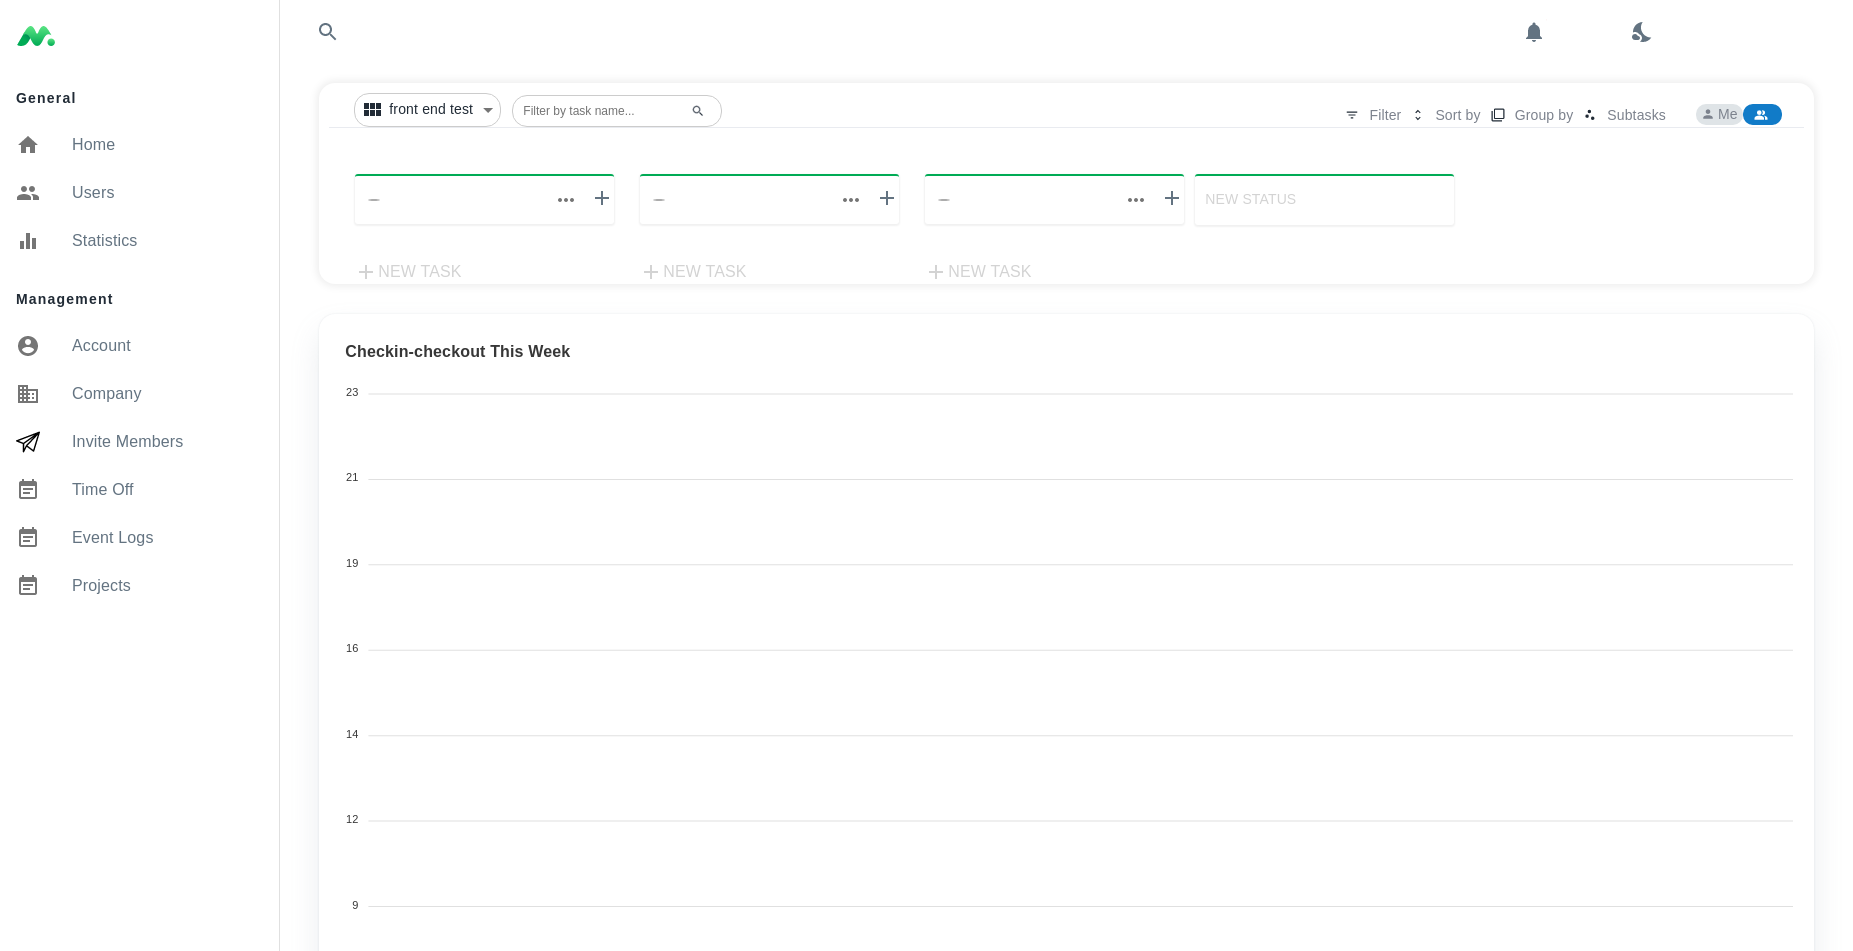 General
Home
Users
Statistics
Management
Account
Company
Invite Members
Time Off
Event Logs
Projects
front end test
Filter by task name...
Filter
Sort by
Group by
Subtasks
Me
NEW STATUS
NEW TASK
NEW TASK
NEW TASK
Checkin-checkout This Week
23
21
19
16
14
12
9